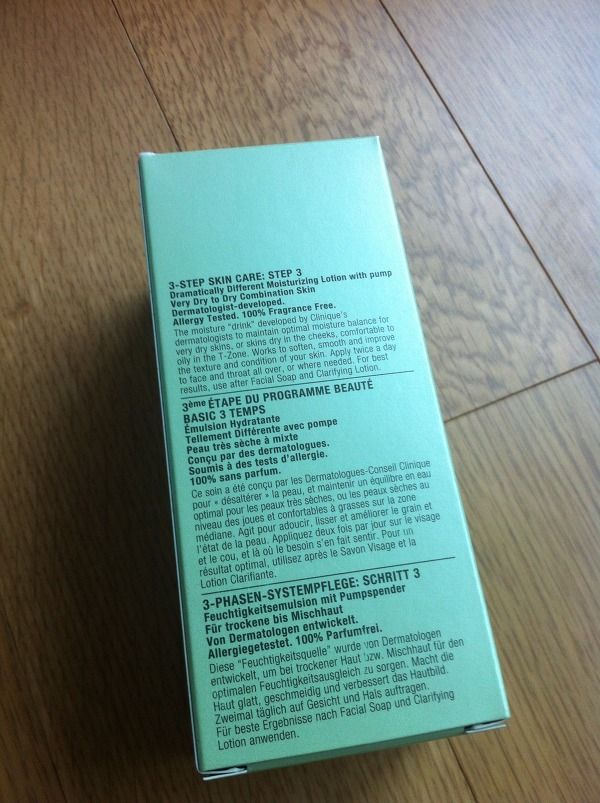 3-STEP SKIN CARE: STEP 3
Dramatically Different Moisturizing Lotion with pump
Very Dry to Dry Combination Skin
Dermatologist-developed.
Allergy Tested. 100% Fragrance Free.
The moisture "drink" developed by Clinique's
dermatologists to maintain optimal moisture balance for
very dry skins, or skins dry in the cheeks, comfortable to
oily in the T-Zone. Works to soften, smooth and improve
the texture and condition of your skin. Apply twice a day
to face and throat all over, or where needed. For best
results, use after Facial Soap and Clarifying Lotion.
3ème ÉTAPE DU PROGRAMME BEAUTÉ
BASIC 3 TEMPS
Émulsion Hydratante
Tellement Différente avec pompe
Peau très sèche à mixte
Conçu par des dermatologues.
Soumis à des tests d'allergie.
100% sans parfum.
Ce soin a été conçu par les Dermatologues-Conseil Clinique
pour « désaltérer » la peau, et maintenir un équilibre en eau
optimal pour les peaux très sèches, ou les peaux sèches au
niveau des joues et confortables à grasses sur la zone
médiane. Agit pour adoucir, lisser et améliorer le grain et
l'état de la peau. Appliquez deux fois par jour sur le visage
et le cou, et là où le besoin s'en fait sentir. Pour un
résultat optimal, utilisez après le Savon Visage et la
Lotion Clarifiante.
3-PHASEN-SYSTEMPFLEGE: SCHRITT 3
Feuchtigkeitsemulsion mit Pumpspender
Für trockene bis Mischhaut
Von Dermatologen entwickelt.
Allergiegetestet. 100% Parfumfrei.
Diese "Feuchtigkeitsquelle" wurde von Dermatologen
entwickelt, um bei trockener Haut bzw. Mischhaut für den
optimalen Feuchtigkeitsausgleich zu sorgen. Macht die
Haut glatt, geschmeidig und verbessert das Hautbild.
Zweimal täglich auf Gesicht und Hals auftragen.
Für beste Ergebnisse nach Facial Soap und Clarifying
Lotion anwenden.